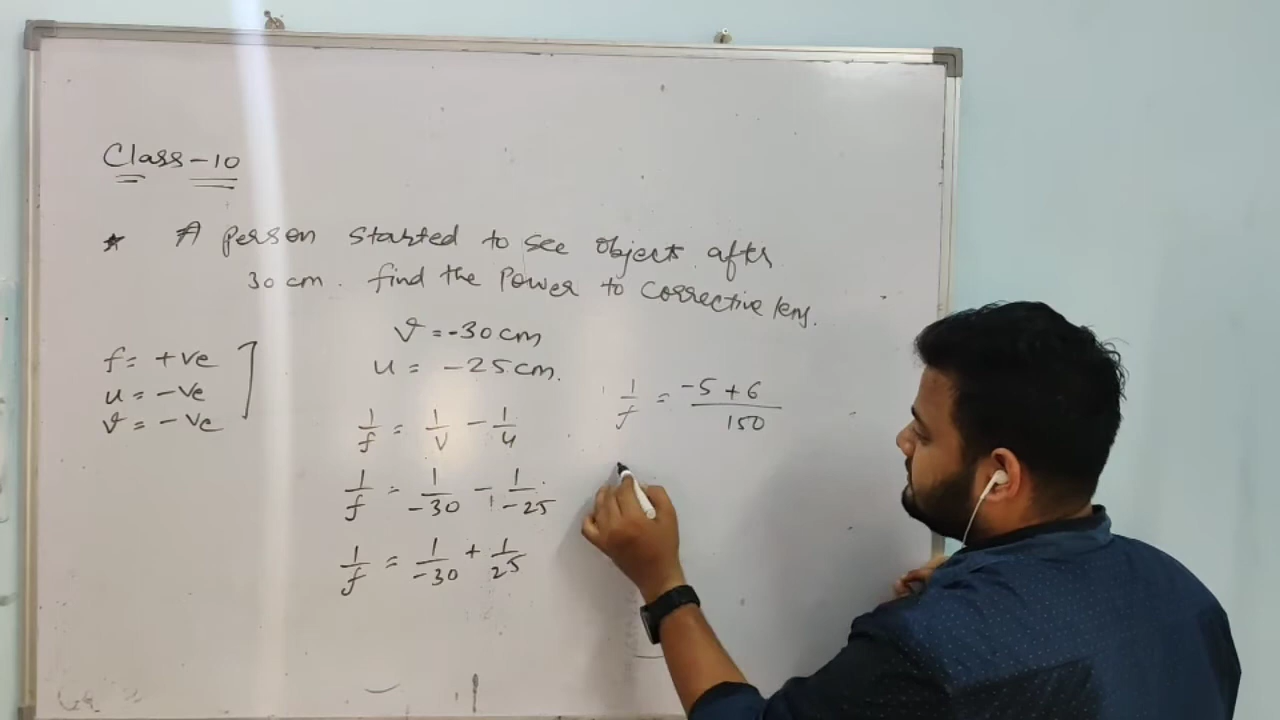 Class-10
* A person started to see object after
30 cm. find the Power to corrective lens.
v = -30 cm
u = -25 cm.
f = +ve
u = -ve
v = -ve
1/f = 1/v - 1/u
1/f = 1/-30 - 1/-25
1/f = 1/-30 + 1/25
1/f = -5 + 6/150